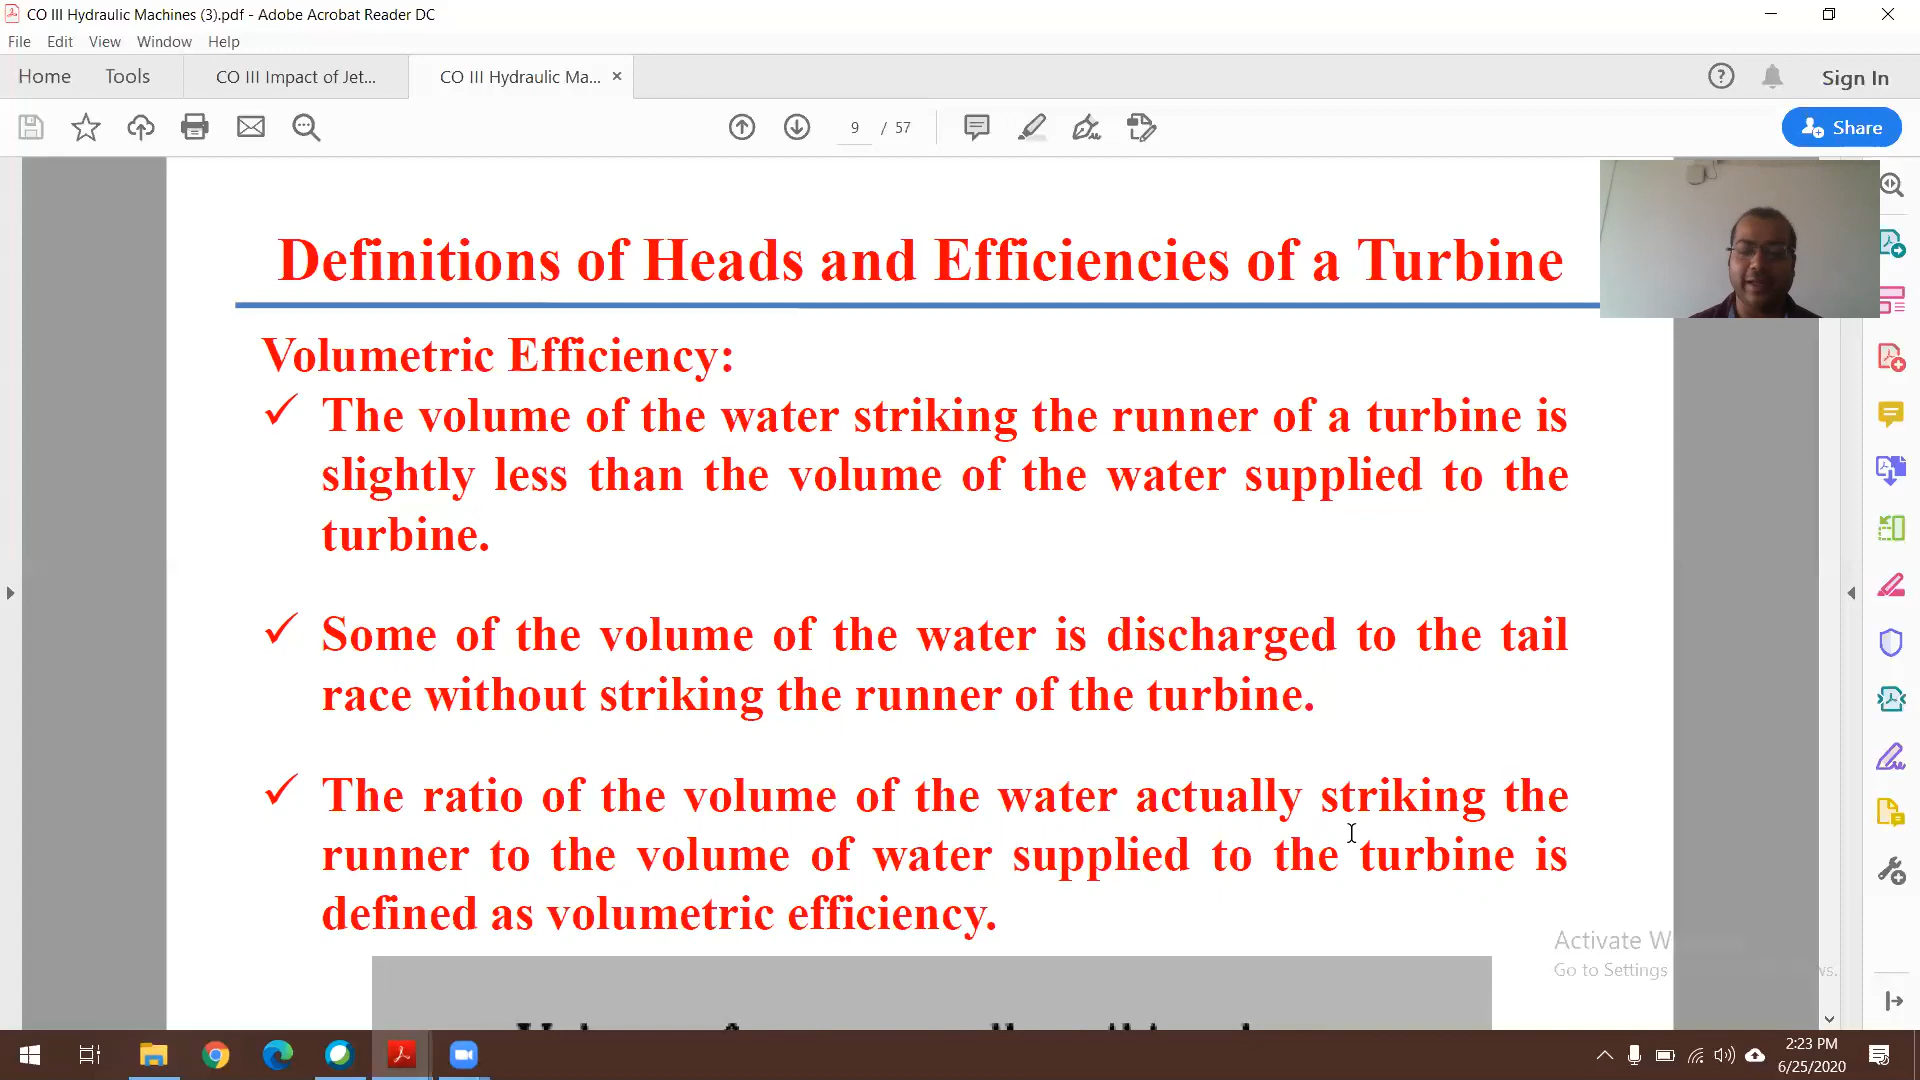 CO III Hydraulic Machines (3).pdf - Adobe Acrobat Reader DC
File Edit View Window Help
Home Tools CO III Impact of Jet... CO III Hydraulic Ma... × Sign In
9 / 57 Share
Definitions of Heads and Efficiencies of a Turbine
Volumetric Efficiency:
✓ The volume of the water striking the runner of a turbine is
slightly less than the volume of the water supplied to the
turbine.
✓ Some of the volume of the water is discharged to the tail
race without striking the runner of the turbine.
✓ The ratio of the volume of the water actually striking the
runner to the volume of water supplied to the turbine is
defined as volumetric efficiency.
Activate W
Go to Settings
2:23 PM
6/25/2020